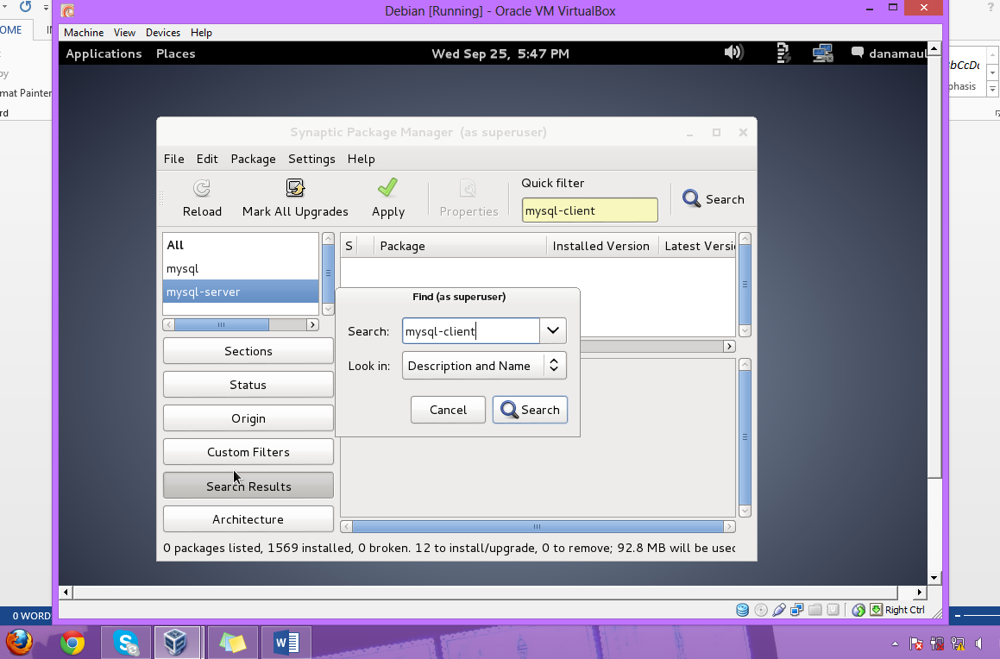 Debian [Running] - Oracle VM VirtualBox
?
OME
Machine View Devices Help
Applications Places
Wed Sep 25, 5:47 PM
danamaul
mat Painter
rd
phasis
Synaptic Package Manager (as superuser)
File Edit Package Settings Help
Quick filter
Reload
Mark All Upgrades
Apply
Properties
mysql-client
Search
All
mysql
mysql-server
S Package Installed Version Latest Versi
Find (as superuser)
Search: mysql-client
Look in: Description and Name
Cancel Search
Sections
Status
Origin
Custom Filters
Search Results
Architecture
0 packages listed, 1569 installed, 0 broken. 12 to install/upgrade, 0 to remove; 92.8 MB will be used
Right Ctrl
0 WORD